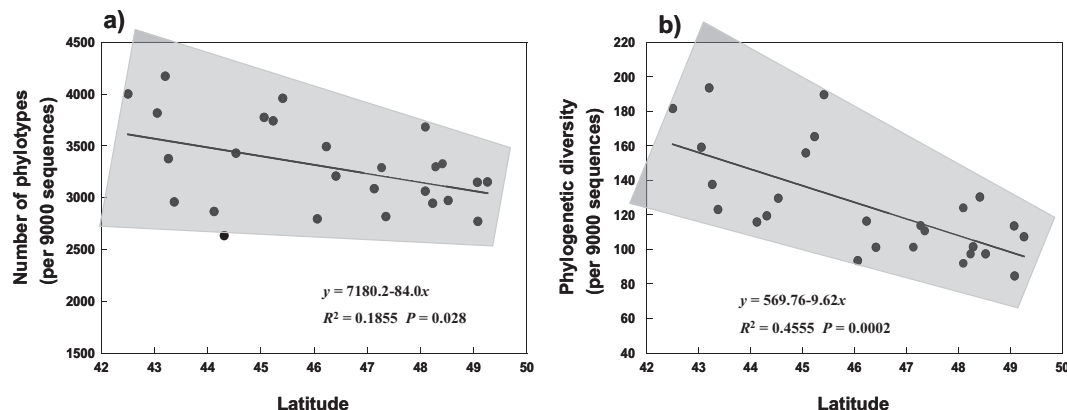 a)
Number of phylotypes
(per 9000 sequences)
4500
4000
3500
3000
2500
2000
1500
y = 7180.2-84.0x
R² = 0.1855 P = 0.028
42 43 44 45 46 47 48 49 50
Latitude
b)
Phylogenetic diversity
(per 9000 sequences)
220
200
180
160
140
120
100
80
60
40
y = 569.76-9.62x
R² = 0.4555 P = 0.0002
42 43 44 45 46 47 48 49 50
Latitude